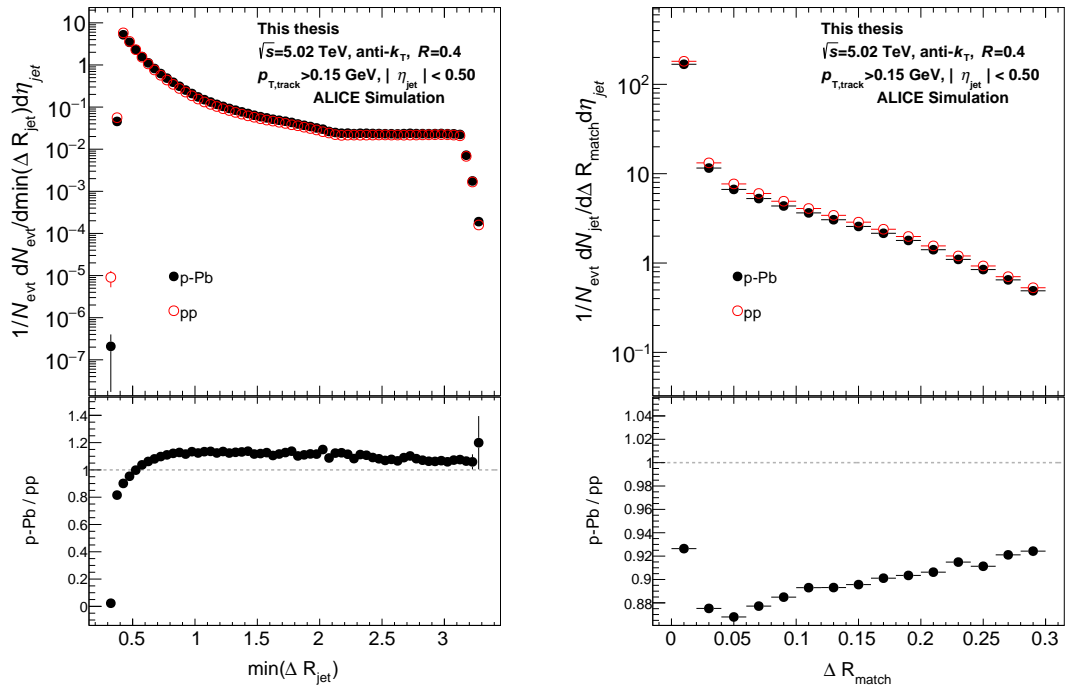 This thesis
√s=5.02 TeV, anti-kT, R=0.4
pT,track>0.15 GeV,| ηjet|<0.50
ALICE Simulation
1/Nevt dNevt/dmin(Δ Rjet)dηjet
10
1
10−1
10−2
10−3
10−4
10−5
10−6
10−7
p-Pb
pp
p-Pb / pp
1.4
1.2
1
0.8
0.6
0.4
0.2
0
0.5 1 1.5 2 2.5 3
min(Δ Rjet)
This thesis
√s=5.02 TeV, anti-kT, R=0.4
pT,track>0.15 GeV,| ηjet|<0.50
ALICE Simulation
1/Nevt dNjet/dΔ Rmatchdηjet
10²
10
1
10−1
p-Pb
pp
p-Pb / pp
1.04
1.02
1
0.98
0.96
0.94
0.92
0.9
0.88
0 0.05 0.1 0.15 0.2 0.25 0.3
Δ Rmatch